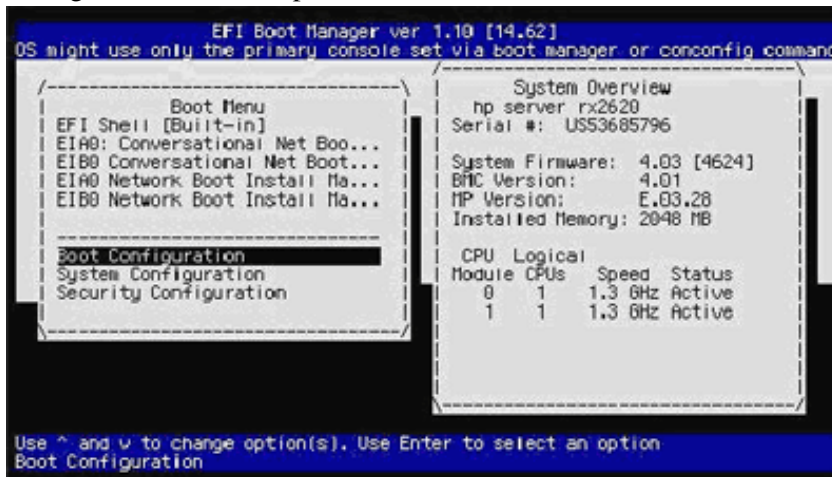 EFI Boot Manager ver 1.10 [14.62]
OS might use only the primary console set via boot manager or conconfig command
Boot Menu
EFI Shell [Built-in]
EIA0: Conversational Net Boo...
EIB0 Conversational Net Boot...
EIA0 Network Boot Install Ma...
EIB0 Network Boot Install Ma...
Boot Configuration
System Configuration
Security Configuration
System Overview
hp server rx2620
Serial #: US53685796
System Firmware: 4.03 [4624]
BMC Version: 4.01
MP Version: E.03.28
Installed Memory: 2048 MB
CPU Logical
Module CPUs Speed Status
0 1 1.3 GHz Active
1 1 1.3 GHz Active
Use ^ and v to change option(s). Use Enter to select an option
Boot Configuration